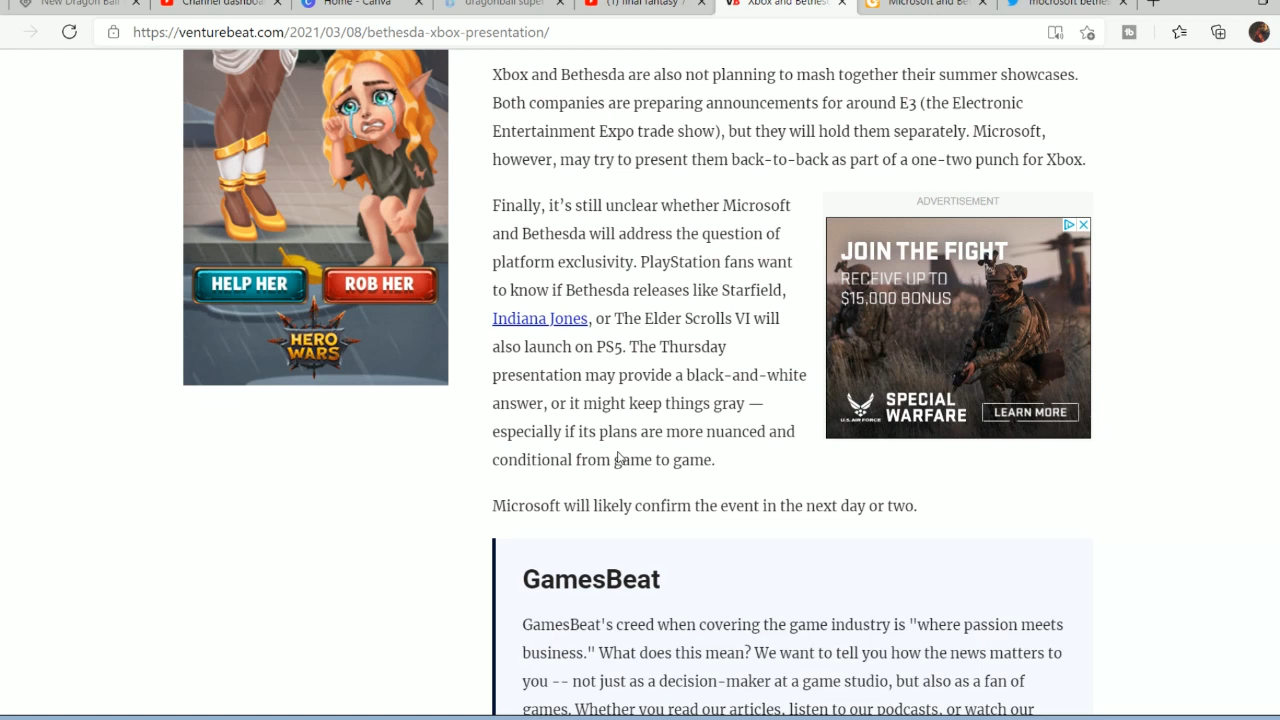 New Dragon Ball
Channel dashboa
Home - Canva
dragonball super
(1) final fantasy 7
Xbox and Bethes
Microsoft and Be
mocrosoft bethes
https://venturebeat.com/2021/03/08/bethesda-xbox-presentation/
Xbox and Bethesda are also not planning to mash together their summer showcases.
Both companies are preparing announcements for around E3 (the Electronic
Entertainment Expo trade show), but they will hold them separately. Microsoft,
however, may try to present them back-to-back as part of a one-two punch for Xbox.
HELP HER
ROB HER
HERO
WARS
Finally, it’s still unclear whether Microsoft
and Bethesda will address the question of
platform exclusivity. PlayStation fans want
to know if Bethesda releases like Starfield,
Indiana Jones, or The Elder Scrolls VI will
also launch on PS5. The Thursday
presentation may provide a black-and-white
answer, or it might keep things gray —
especially if its plans are more nuanced and
conditional from game to game.
ADVERTISEMENT
JOIN THE FIGHT
RECEIVE UP TO
$15,000 BONUS
U.S. AIR FORCE
SPECIAL
WARFARE
LEARN MORE
Microsoft will likely confirm the event in the next day or two.
GamesBeat
GamesBeat's creed when covering the game industry is "where passion meets
business." What does this mean? We want to tell you how the news matters to
you -- not just as a decision-maker at a game studio, but also as a fan of
games. Whether you read our articles, listen to our podcasts, or watch our